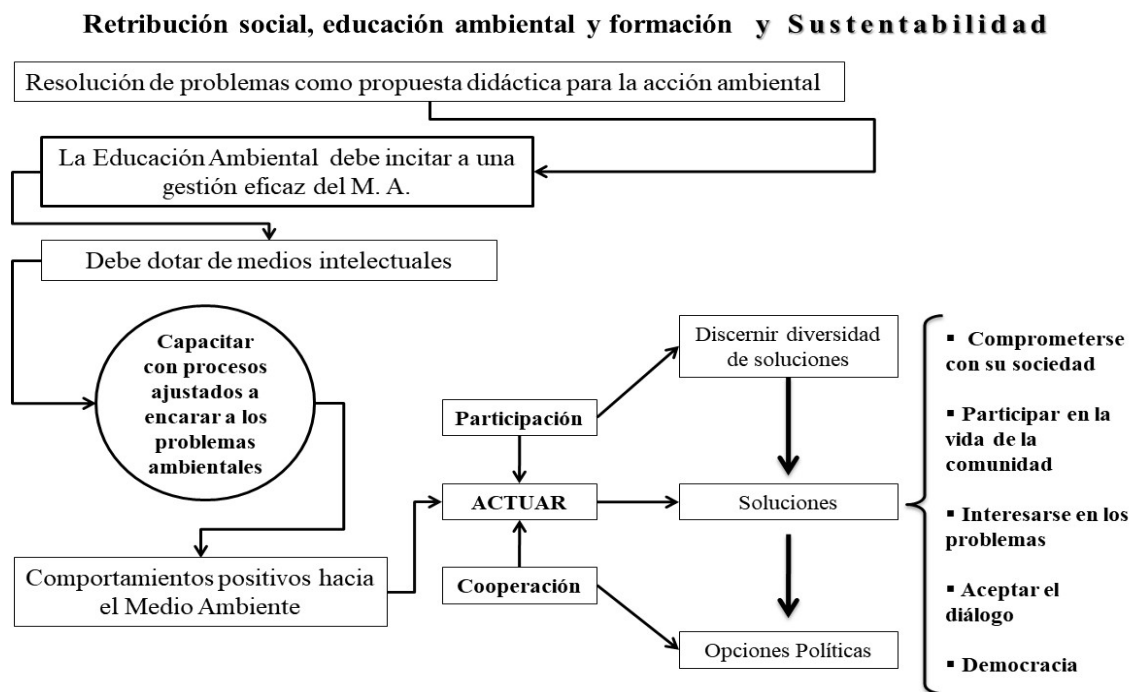 Retribución social, educación ambiental y formación y Sustentabilidad
Resolución de problemas como propuesta didáctica para la acción ambiental
La Educación Ambiental debe incitar a una
gestión eficaz del M. A.
Debe dotar de medios intelectuales
Capacitar
con procesos
ajustados a
encarar a los
problemas
ambientales
Comportamientos positivos hacia
el Medio Ambiente
Participación
ACTUAR
Cooperación
Discernir diversidad
de soluciones
Soluciones
Opciones Políticas
▪ Comprometerse
con su sociedad
▪ Participar en la
vida de la
comunidad
▪ Interesarse en los
problemas
▪ Aceptar el
diálogo
▪ Democracia